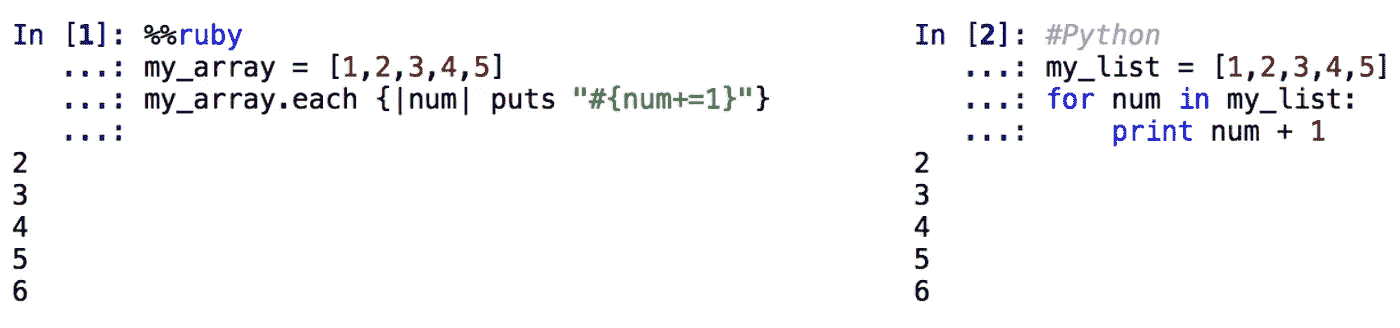 In [1]: %%ruby
   ...: my_array = [1,2,3,4,5]
   ...: my_array.each {|num| puts "#{num+=1}"}
   ...:
2
3
4
5
6
In [2]: #Python
   ...: my_list = [1,2,3,4,5]
   ...: for num in my_list:
   ...:     print num + 1
2
3
4
5
6